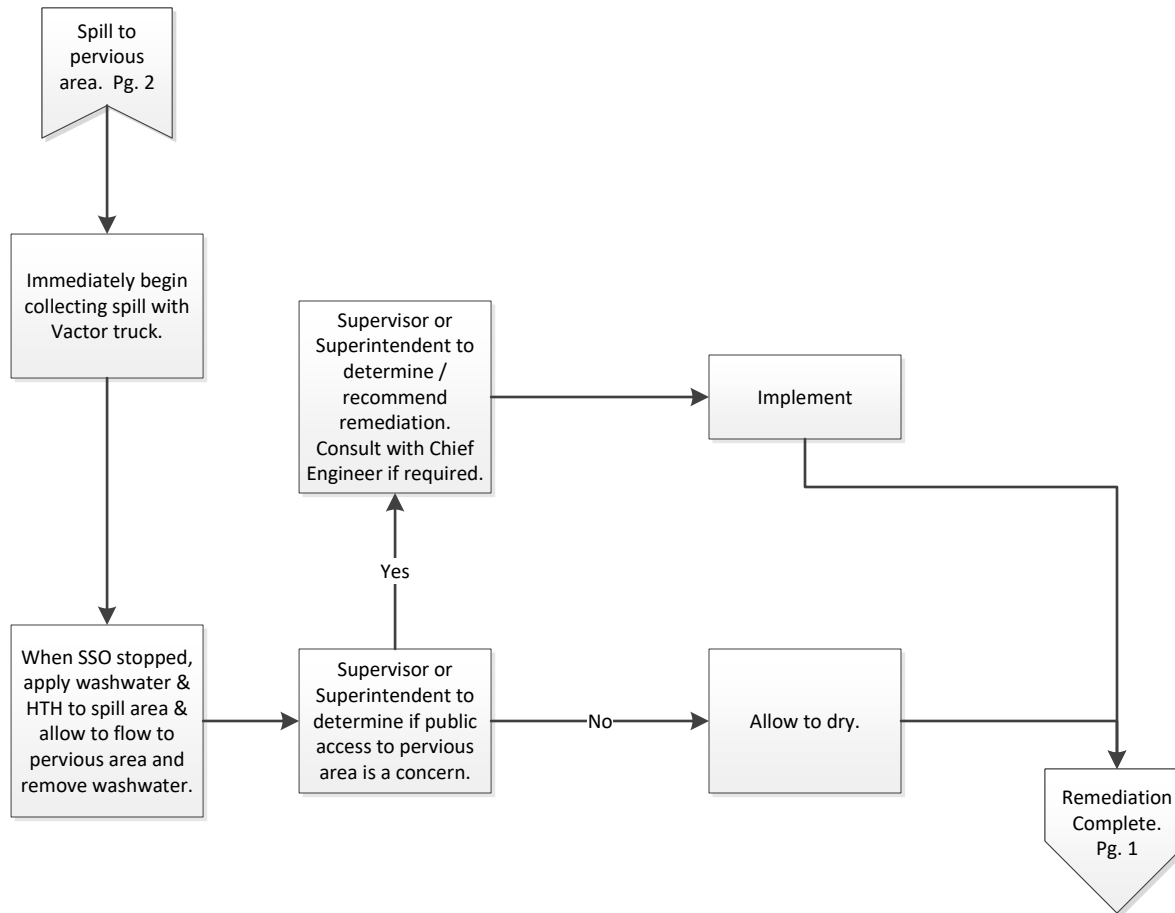 Spill to
pervious
area.  Pg. 2
Immediately begin
collecting spill with
Vactor truck.
When SSO stopped,
apply washwater &
HTH to spill area &
allow to flow to
pervious area and
remove washwater.
Supervisor or
Superintendent to
determine if public
access to pervious
area is a concern.
Yes
Supervisor or
Superintendent to
determine /
recommend
remediation.
Consult with Chief
Engineer if required.
Implement
No
Allow to dry.
Remediation
Complete.
Pg. 1